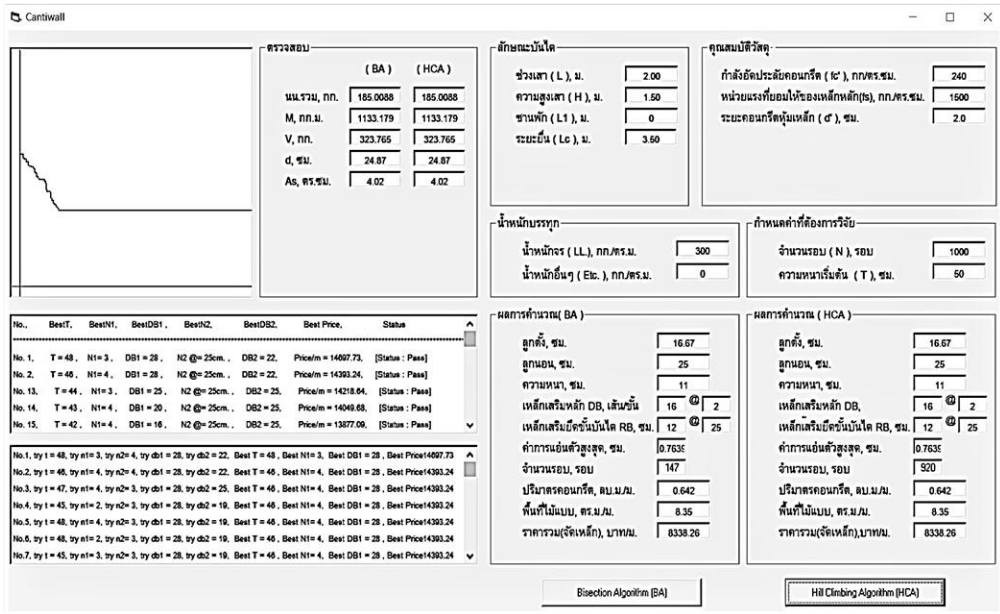 Cantiwall
ตรวจสอบ
(BA) (HCA)
นน.รวม, กก. 185.0088 185.0088
M, กก.ม. 1133.179 1133.179
V, กก. 323.765 323.765
d, ซม. 24.87 24.87
As, ตร.ซม. 4.02 4.02
ลักษณะบันได
ช่วงเสา ( L ), ม. 2.00
ความสูงเสา ( H ), ม. 1.50
ชานพัก ( L1 ), ม. 0
ระยะยื่น ( Lc ), ม. 3.60
คุณสมบัติวัสดุ
กำลังอัดประลัยคอนกรีต ( fc' ), กก/ตร.ซม. 240
หน่วยแรงที่ยอมให้ของเหล็กหลัก(fs), กก./ตร.ซม. 1500
ระยะคอนกรีตหุ้มเหล็ก ( d' ), ซม. 2.0
น้ำหนักบรรทุก
น้ำหนักจร ( LL), กก./ตร.ม. 300
น้ำหนักอื่นๆ ( Etc. ), กก./ตร.ม. 0
กำหนดค่าที่ต้องการวิจัย
จำนวนรอบ ( N ), รอบ 1000
ความหนาเริ่มต้น ( T ), ซม. 50
No., BestT, BestN1, BestDB1, BestN2, BestDB2, Best Price, Status
No. 1, T = 48, N1= 3, DB1 = 28, N2 @= 25cm., DB2 = 22, Price/m = 14697.73, [Status : Pass]
No. 2, T = 46, N1= 4, DB1 = 28, N2 @= 25cm., DB2 = 22, Price/m = 14393.24, [Status : Pass]
No. 13, T = 44, N1= 3, DB1 = 25, N2 @= 25cm., DB2 = 25, Price/m = 14218.64, [Status : Pass]
No. 14, T = 43, N1= 4, DB1 = 20, N2 @= 25cm., DB2 = 25, Price/m = 14049.68, [Status : Pass]
No. 15, T = 42, N1= 4, DB1 = 16, N2 @= 25cm., DB2 = 25, Price/m = 13877.09, [Status : Pass]
No.1, try t = 48, try n1= 3, try n2= 4, try db1 = 28, try db2 = 22, Best T = 48 , Best N1= 3, Best DB1 = 28 , Best Price14697.73
No.2, try t = 46, try n1= 4, try n2= 4, try db1 = 28, try db2 = 22, Best T = 46 , Best N1= 4, Best DB1 = 28 , Best Price14393.24
No.3, try t = 47, try n1= 4, try n2= 3, try db1 = 28, try db2 = 25, Best T = 46 , Best N1= 4, Best DB1 = 28 , Best Price14393.24
No.4, try t = 45, try n1= 2, try n2= 3, try db1 = 28, try db2 = 19, Best T = 46 , Best N1= 4, Best DB1 = 28 , Best Price14393.24
No.5, try t = 48, try n1= 4, try n2= 3, try db1 = 28, try db2 = 19, Best T = 46 , Best N1= 4, Best DB1 = 28 , Best Price14393.24
No.6, try t = 48, try n1= 2, try n2= 4, try db1 = 28, try db2 = 19, Best T = 46 , Best N1= 4, Best DB1 = 28 , Best Price14393.24
No.7, try t = 45, try n1= 3, try n2= 3, try db1 = 28, try db2 = 19, Best T = 46 , Best N1= 4, Best DB1 = 28 , Best Price14393.24
ผลการคำนวณ( BA )
ลูกตั้ง, ซม. 16.67
ลูกนอน, ซม. 25
ความหนา, ซม. 11
เหล็กเสริมหลัก DB, เส้น/ขั้น 16 @ 2
เหล็กเสริมยึดขั้นบันได RB, ซม. 12 @ 25
ค่าการแอ่นตัวสูงสุด, ซม. 0.7635
จำนวนรอบ, รอบ 147
ปริมาตรคอนกรีต, ลบ.ม./ม. 0.642
พื้นที่ไม้แบบ, ตร.ม./ม. 8.35
ราคารวม(จัดเหล็ก), บาท/ม. 8338.26
ผลการคำนวณ ( HCA )
ลูกตั้ง, ซม. 16.67
ลูกนอน, ซม. 25
ความหนา, ซม. 11
เหล็กเสริมหลัก DB, 16 @ 2
เหล็กเสริมยึดขั้นบันได RB, ซม. 12 @ 25
ค่าการแอ่นตัวสูงสุด, ซม. 0.7635
จำนวนรอบ, รอบ 920
ปริมาตรคอนกรีต, ลบ.ม./ม. 0.642
พื้นที่ไม้แบบ, ตร.ม./ม. 8.35
ราคารวม(จัดเหล็ก),บาท/ม. 8338.26
Bisection Algorithm (BA)
Hill Climbing Algorithm (HCA)